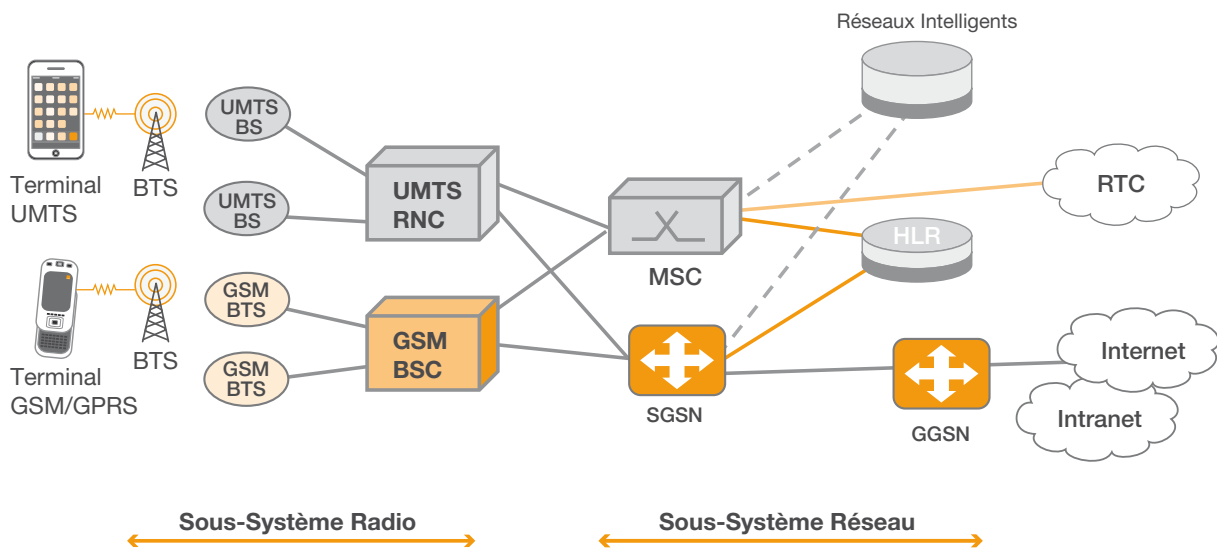 Réseaux Intelligents
Terminal
UMTS
BTS
UMTS
BS
UMTS
BS
UMTS
RNC
MSC
RTC
HLR
Terminal
GSM/GPRS
BTS
GSM
BTS
GSM
BTS
GSM
BSC
SGSN
GGSN
Internet
Intranet
Sous-Système Radio
Sous-Système Réseau